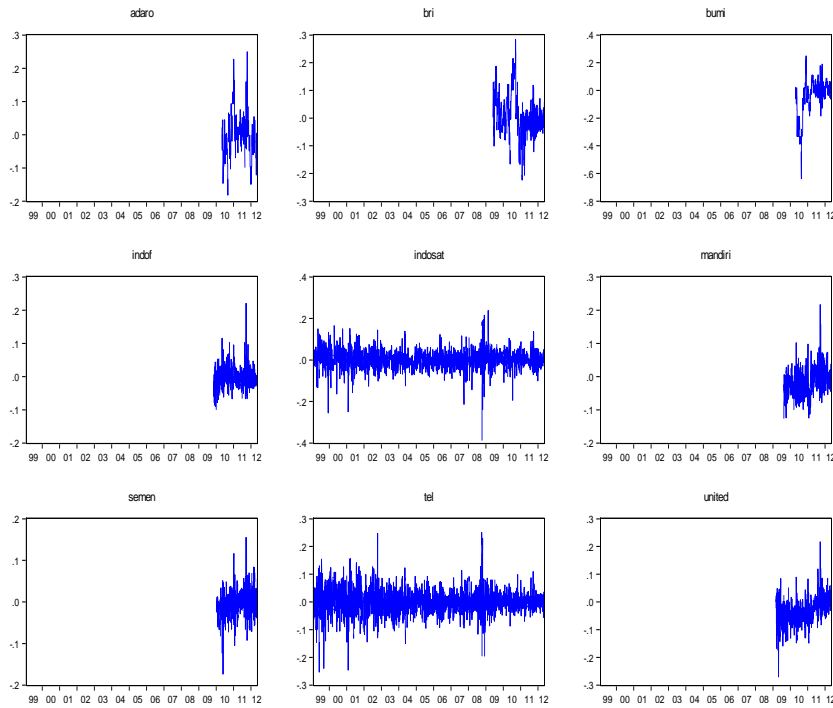 adaro bri bumi
.3 .3 .4
.2 .2 .2
.1 .1 .0
.0 .0 -.2
-.1 -.1 -.4
-.2 -.6
-.2 -.3 -.8
99 00 01 02 03 04 05 06 07 08 09 10 11 12 99 00 01 02 03 04 05 06 07 08 09 10 11 12 99 00 01 02 03 04 05 06 07 08 09 10 11 12
indof indosat mandiri
.3 .4 .3
.2 .2 .2
.1 .1
.0 .0 .0
-.1 -.2 -.1
-.2 -.4 -.2
99 00 01 02 03 04 05 06 07 08 09 10 11 12 99 00 01 02 03 04 05 06 07 08 09 10 11 12 99 00 01 02 03 04 05 06 07 08 09 10 11 12
semen tel united
.2 .3 .3
.1 .2 .2
.1 .1
.0 .0 .0
-.1 -.1 -.1
-.2 -.2
-.2 -.3 -.3
99 00 01 02 03 04 05 06 07 08 09 10 11 12 99 00 01 02 03 04 05 06 07 08 09 10 11 12 99 00 01 02 03 04 05 06 07 08 09 10 11 12